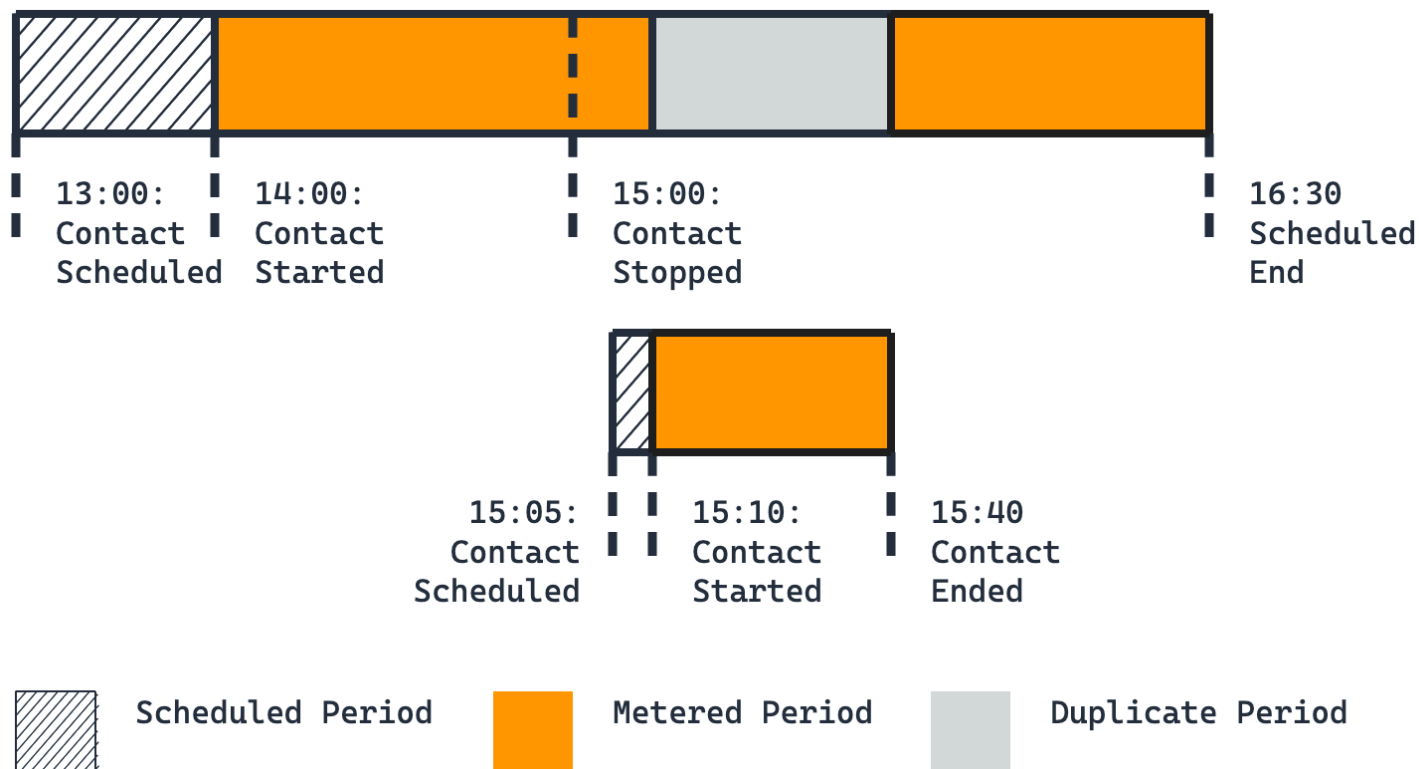 13:00:
Contact
Scheduled
14:00:
Contact
Started
15:00:
Contact
Stopped
16:30
Scheduled
End
15:05:
Contact
Scheduled
15:10:
Contact
Started
15:40
Contact
Ended
Scheduled Period
Metered Period
Duplicate Period